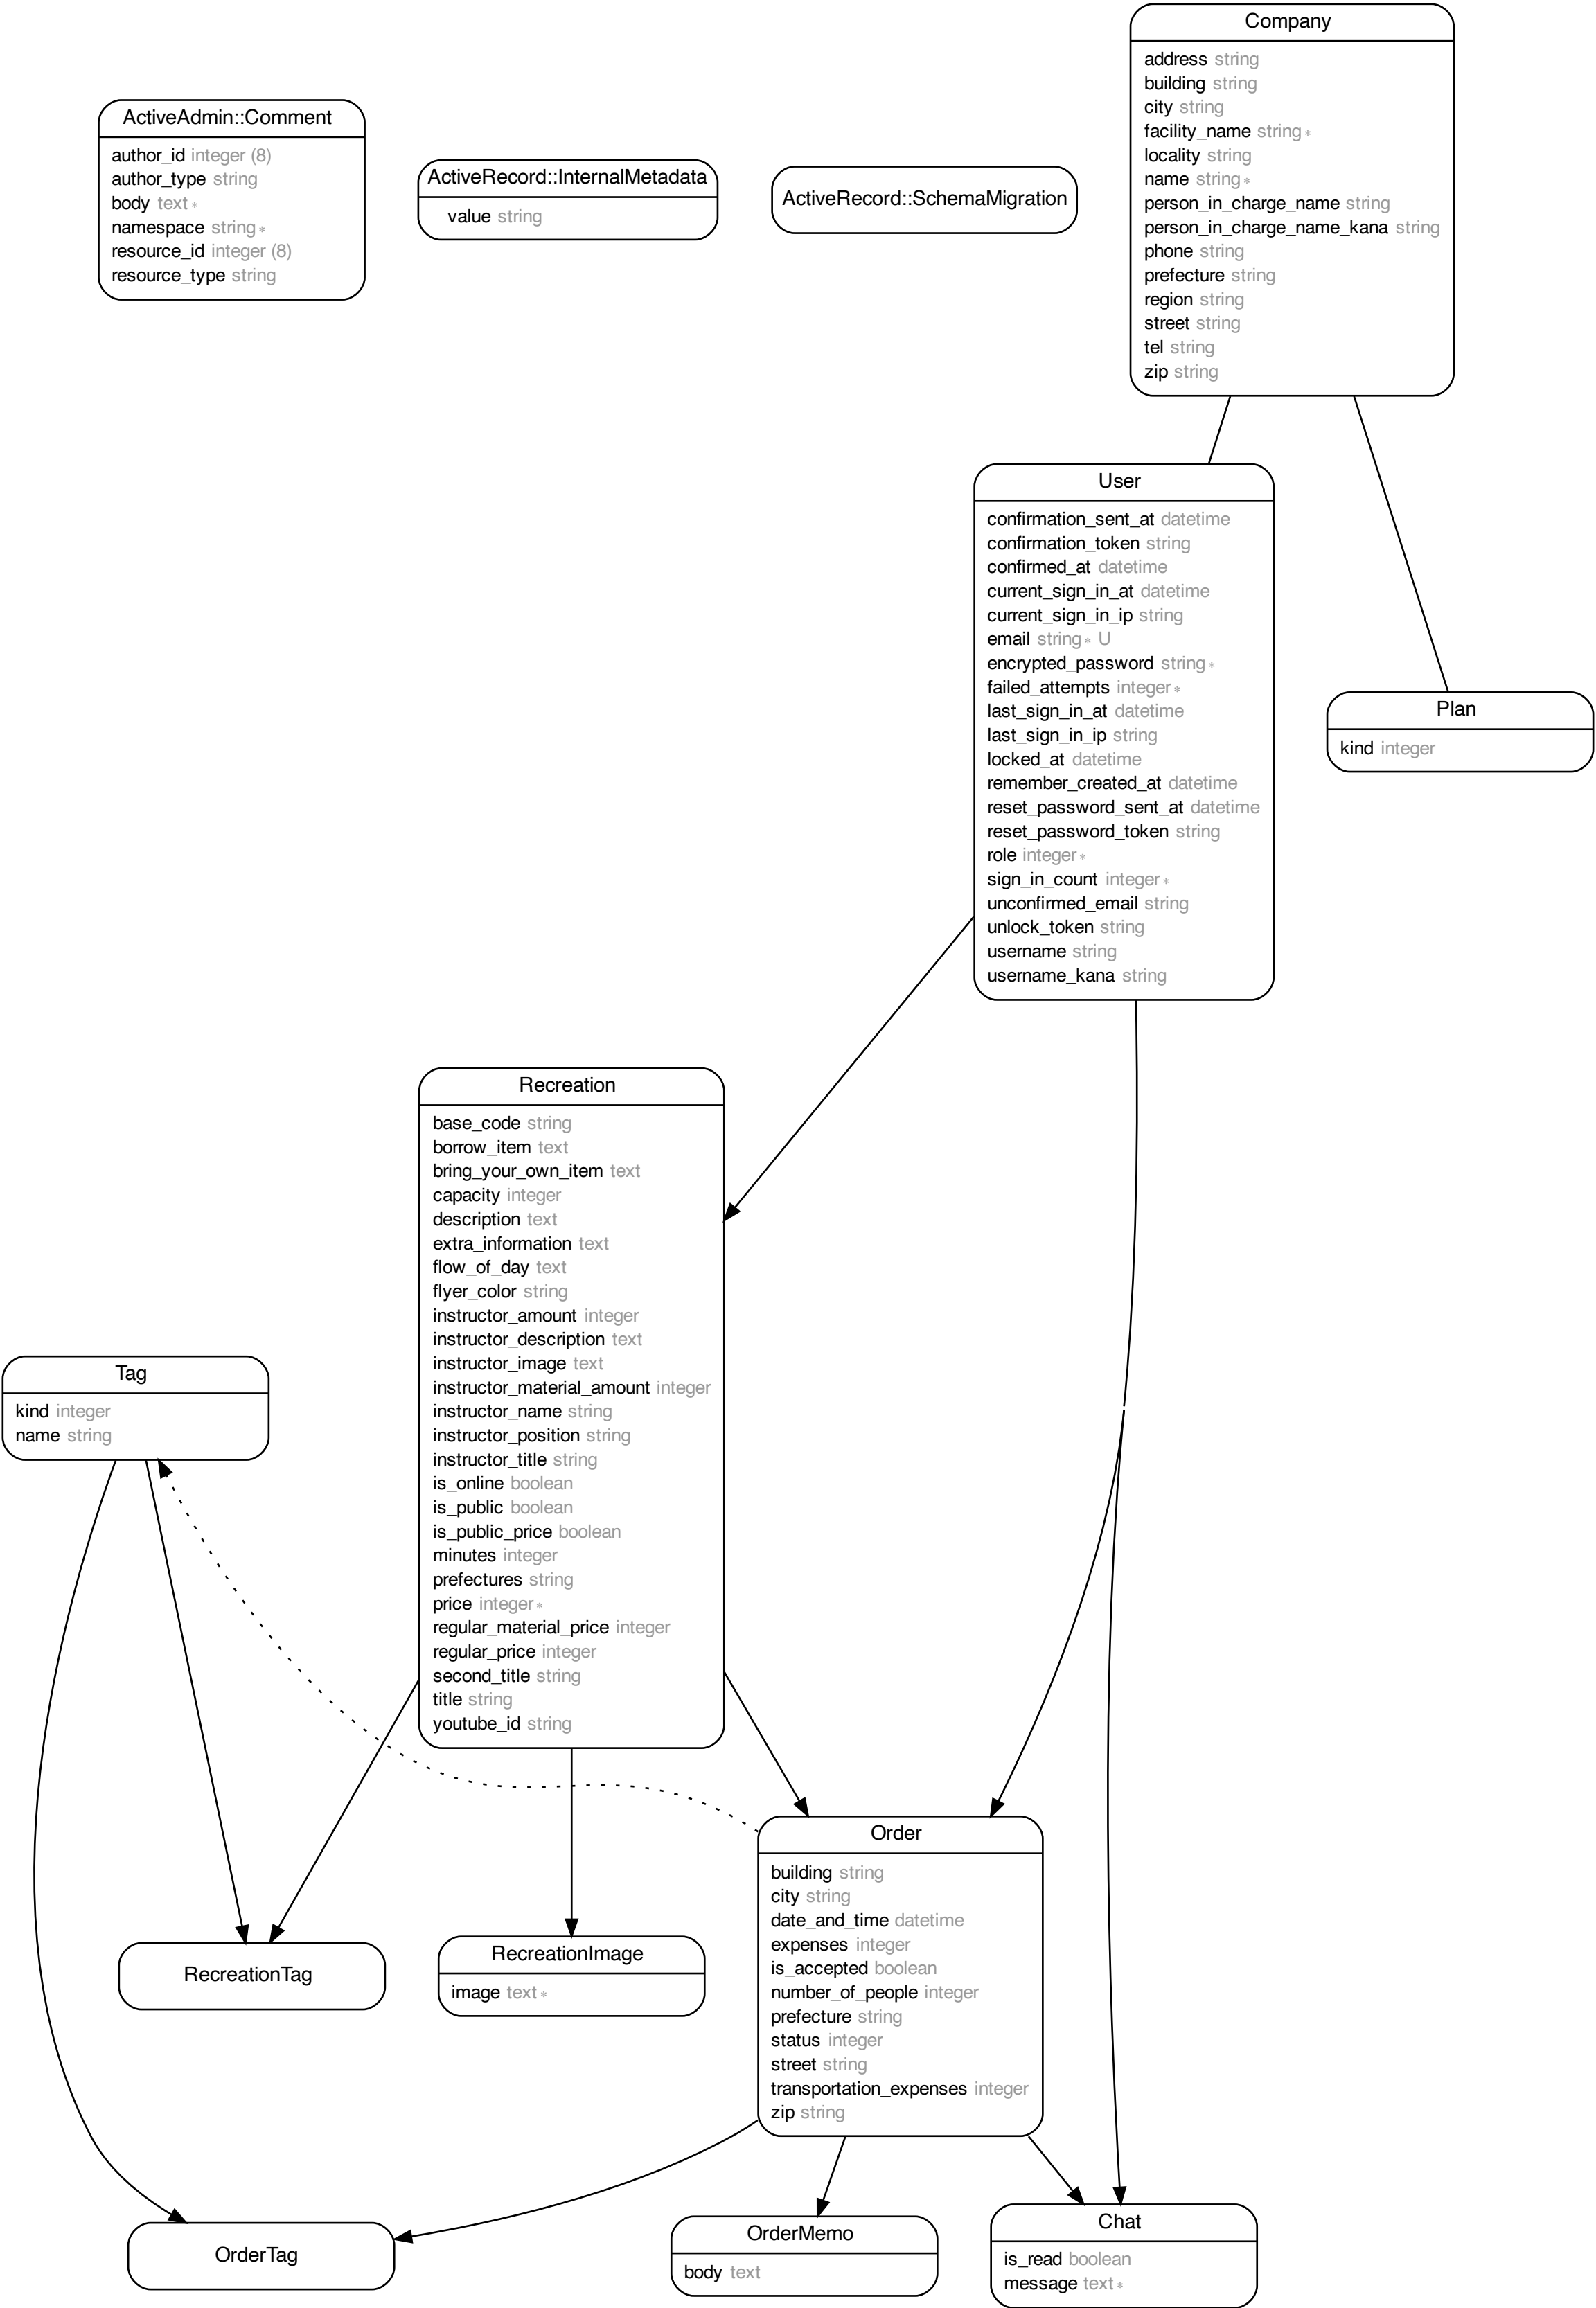 Company
address string
building string
city string
facility_name string *
locality string
name string *
person_in_charge_name string
person_in_charge_name_kana string
phone string
prefecture string
region string
street string
tel string
zip string
ActiveAdmin::Comment
author_id integer (8)
author_type string
body text *
namespace string *
resource_id integer (8)
resource_type string
ActiveRecord::InternalMetadata
value string
ActiveRecord::SchemaMigration
User
confirmation_sent_at datetime
confirmation_token string
confirmed_at datetime
current_sign_in_at datetime
current_sign_in_ip string
email string * U
encrypted_password string *
failed_attempts integer *
last_sign_in_at datetime
last_sign_in_ip string
locked_at datetime
remember_created_at datetime
reset_password_sent_at datetime
reset_password_token string
role integer *
sign_in_count integer *
unconfirmed_email string
unlock_token string
username string
username_kana string
Plan
kind integer
Recreation
base_code string
borrow_item text
bring_your_own_item text
capacity integer
description text
extra_information text
flow_of_day text
flyer_color string
instructor_amount integer
instructor_description text
instructor_image text
instructor_material_amount integer
instructor_name string
instructor_position string
instructor_title string
is_online boolean
is_public boolean
is_public_price boolean
minutes integer
prefectures string
price integer *
regular_material_price integer
regular_price integer
second_title string
title string
youtube_id string
Tag
kind integer
name string
Order
building string
city string
date_and_time datetime
expenses integer
is_accepted boolean
number_of_people integer
prefecture string
status integer
street string
transportation_expenses integer
zip string
RecreationTag
RecreationImage
image text *
OrderTag
OrderMemo
body text
Chat
is_read boolean
message text *